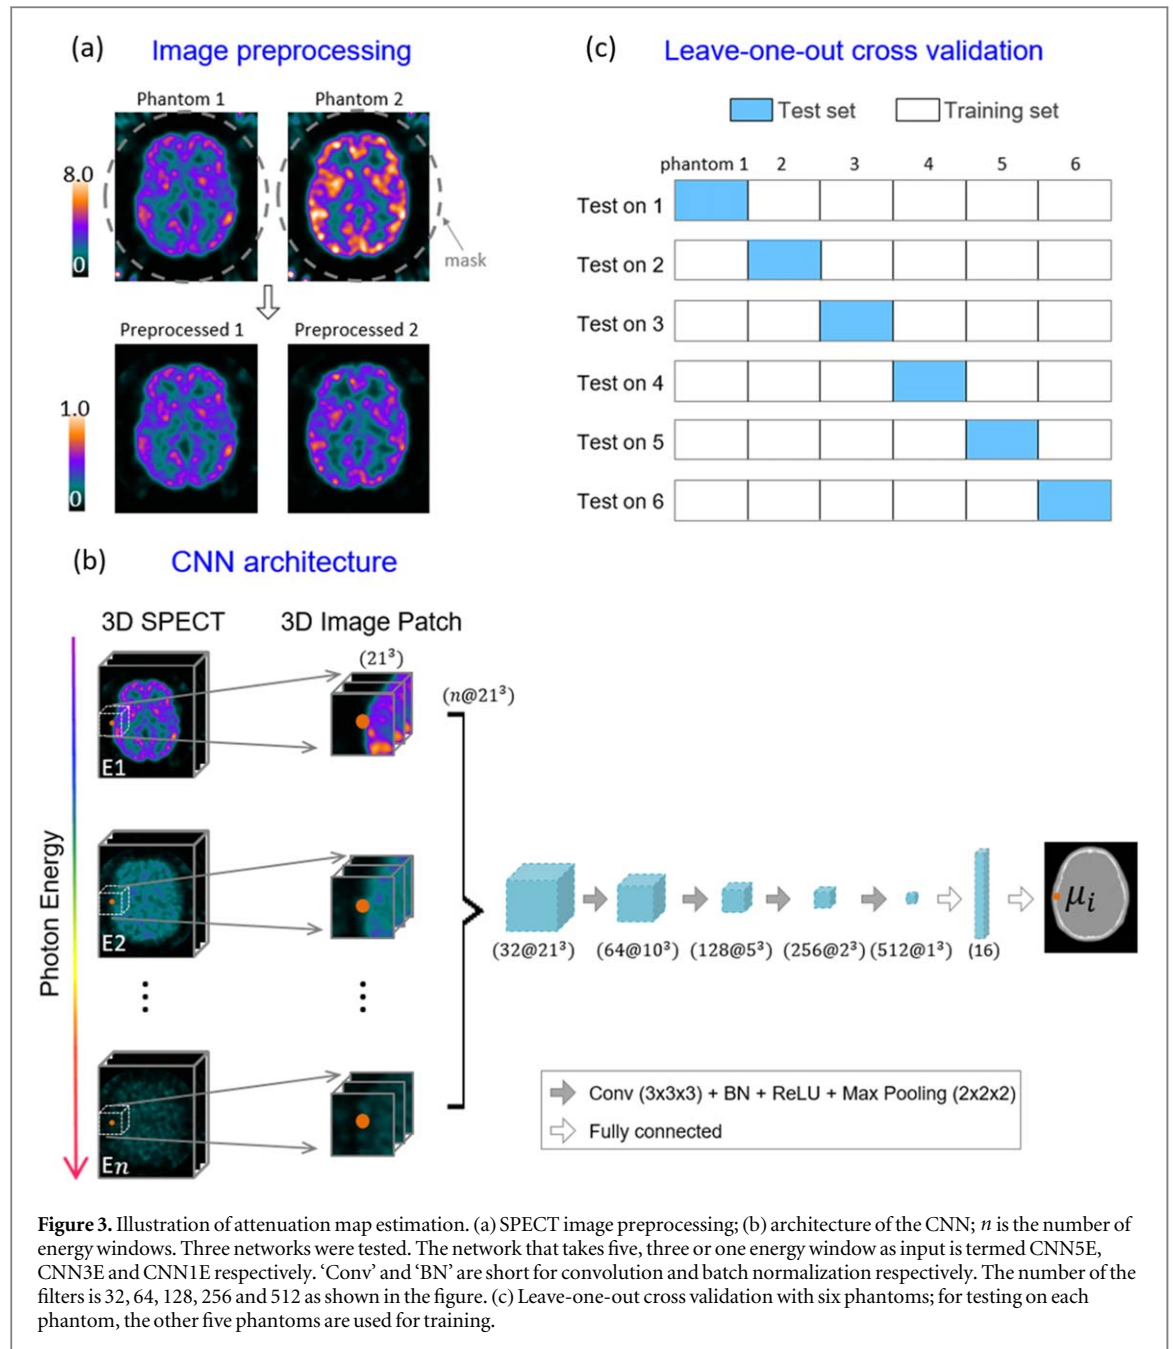 (a) Image preprocessing
Phantom 1
Phantom 2
8.0
0
mask
Preprocessed 1
Preprocessed 2
1.0
0
(c) Leave-one-out cross validation
Test set
Training set
phantom 1 2 3 4 5 6
Test on 1
Test on 2
Test on 3
Test on 4
Test on 5
Test on 6
(b) CNN architecture
3D SPECT
3D Image Patch
(21³)
(n@21³)
Photon Energy
E1
E2
⋮
⋮
En
(32@21³)
(64@10³)
(128@5³)
(256@2³)
(512@1³)
(16)
μᵢ
Conv (3x3x3) + BN + ReLU + Max Pooling (2x2x2)
Fully connected
Figure 3. Illustration of attenuation map estimation. (a) SPECT image preprocessing; (b) architecture of the CNN; n is the number of
energy windows. Three networks were tested. The network that takes five, three or one energy window as input is termed CNN5E,
CNN3E and CNN1E respectively. ‘Conv’ and ‘BN’ are short for convolution and batch normalization respectively. The number of the
filters is 32, 64, 128, 256 and 512 as shown in the figure. (c) Leave-one-out cross validation with six phantoms; for testing on each
phantom, the other five phantoms are used for training.